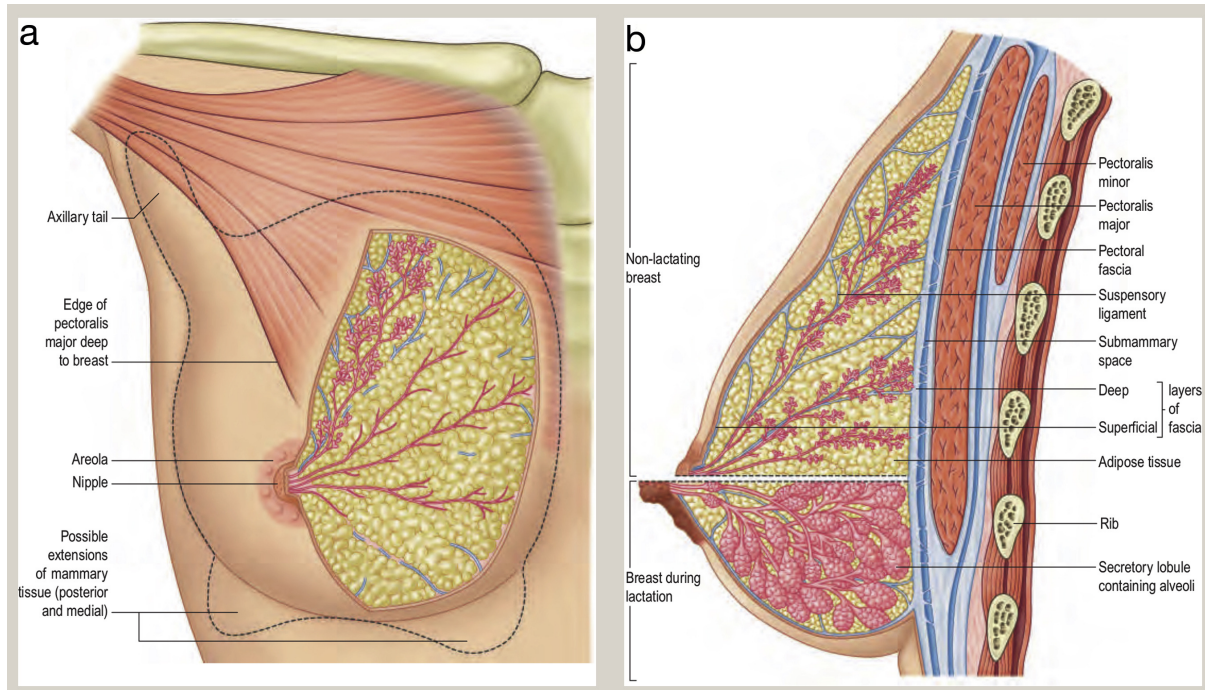 a
Axillary tail
Edge of
pectoralis
major deep
to breast
Areola
Nipple
Possible
extensions
of mammary
tissue (posterior
and medial)
b
Non-lactating
breast
Breast during
lactation
Pectoralis
minor
Pectoralis
major
Pectoral
fascia
Suspensory
ligament
Submammary
space
Deep
Superficial
layers
of
fascia
Adipose tissue
Rib
Secretory lobule
containing alveoli